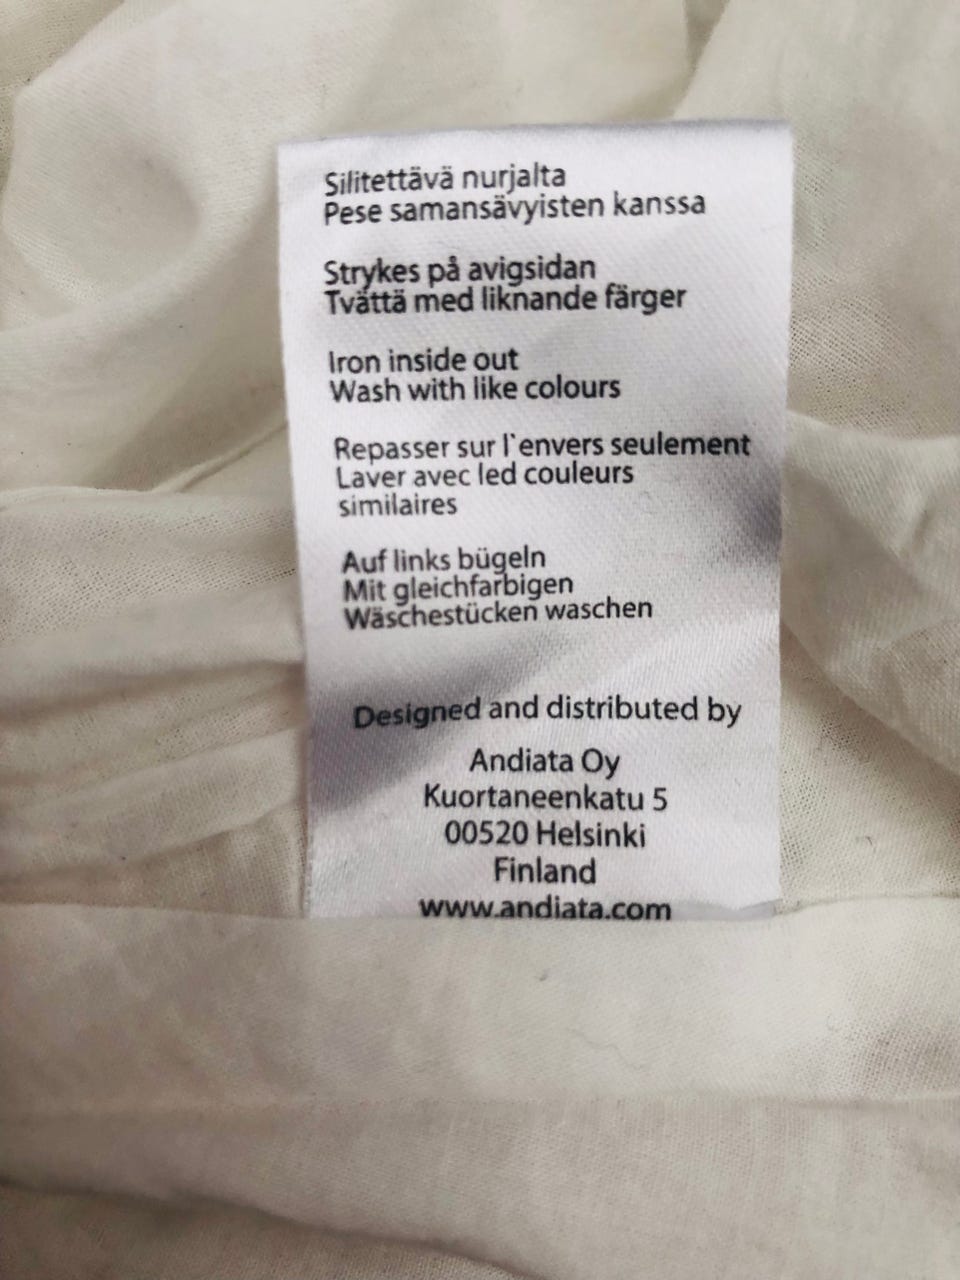 Silitettävä nurjalta
Pese samansävyisten kanssa
Strykes på avigsidan
Tvättä med liknande färger
Iron inside out
Wash with like colours
Repasser sur l`envers seulement
Laver avec led couleurs
similaires
Auf links bügeln
Mit gleichfarbigen
Wäschestücken waschen
Designed and distributed by
Andiata Oy
Kuortaneenkatu 5
00520 Helsinki
Finland
www.andiata.com